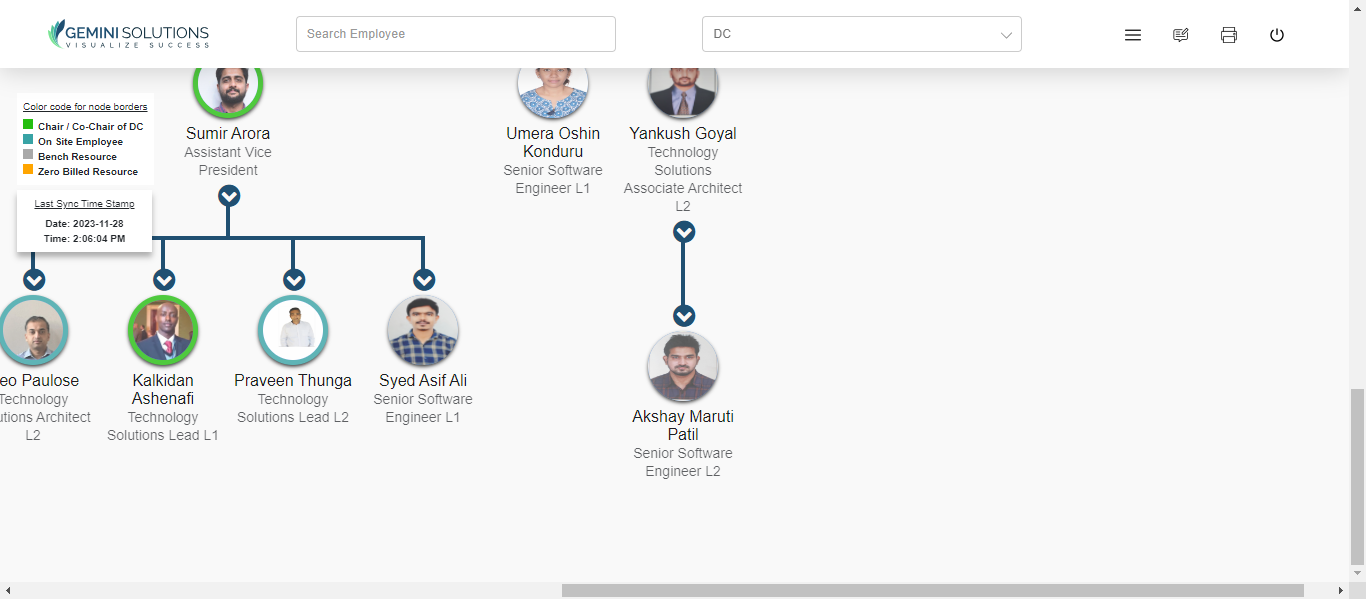 GEMINI SOLUTIONS
VISUALIZE SUCCESS
Search Employee
DC
Color code for node borders
Chair / Co-Chair of DC
On Site Employee
Bench Resource
Zero Billed Resource
Last Sync Time Stamp
Date: 2023-11-28
Time: 2:06:04 PM
Sumir Arora
Assistant Vice
President
Umera Oshin
Konduru
Senior Software
Engineer L1
Yankush Goyal
Technology
Solutions
Associate Architect
L2
eo Paulose
Technology
utions Architect
L2
Kalkidan
Ashenafi
Technology
Solutions Lead L1
Praveen Thunga
Technology
Solutions Lead L2
Syed Asif Ali
Senior Software
Engineer L1
Akshay Maruti
Patil
Senior Software
Engineer L2